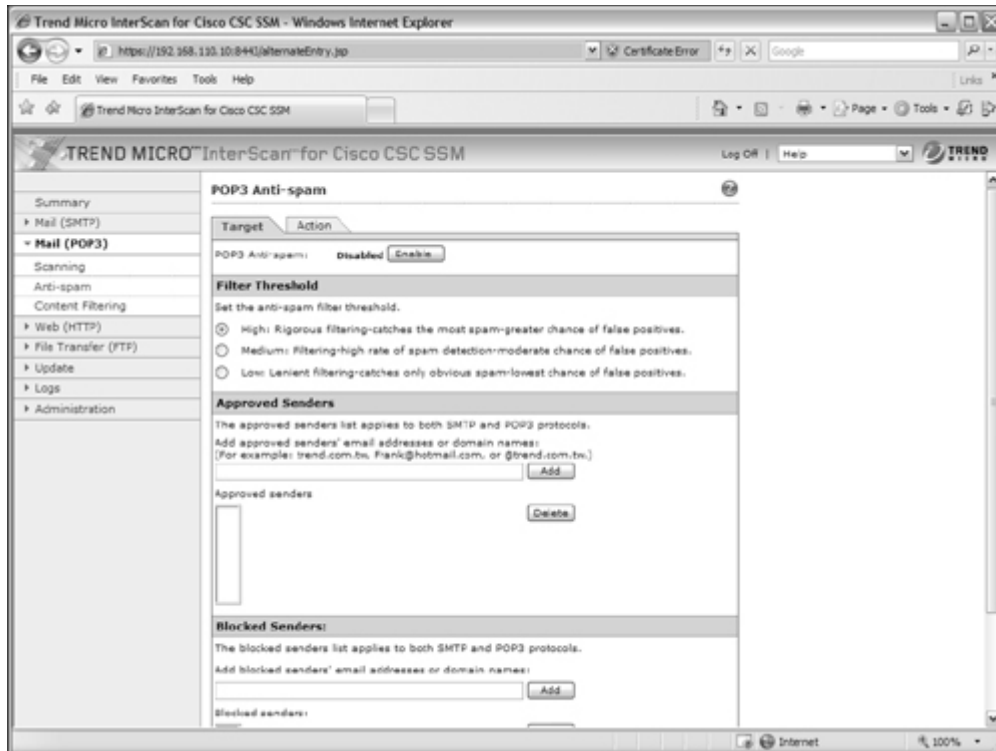 Trend Micro InterScan for Cisco CSC SSM - Windows Internet Explorer
https://192.168.110.10:8443/alternateEntry.jsp
Certificate Error
Google
File Edit View Favorites Tools Help
Links
Trend Micro InterScan for Cisco CSC SSM
Page Tools
TREND MICRO™ InterScan™ for Cisco CSC SSM
Log Off | Help
TREND MICRO
Summary
Mail (SMTP)
Mail (POP3)
Scanning
Anti-spam
Content Filtering
Web (HTTP)
File Transfer (FTP)
Update
Logs
Administration
POP3 Anti-spam
Target Action
POP3 Anti-spam: Disabled Enable
Filter Threshold
Set the anti-spam filter threshold.
High: Rigorous filtering-catches the most spam-greater chance of false positives.
Medium: Filtering-high rate of spam detection-moderate chance of false positives.
Low: Lenient filtering-catches only obvious spam-lowest chance of false positives.
Approved Senders
The approved senders list applies to both SMTP and POP3 protocols.
Add approved senders' email addresses or domain names:
[For example: trend.com.tw, Frank@hotmail.com, or @trend.com.tw.]
Add
Approved senders
Delete
Blocked Senders:
The blocked senders list applies to both SMTP and POP3 protocols.
Add blocked senders' email addresses or domain names:
Add
Blocked senders:
Internet
100%